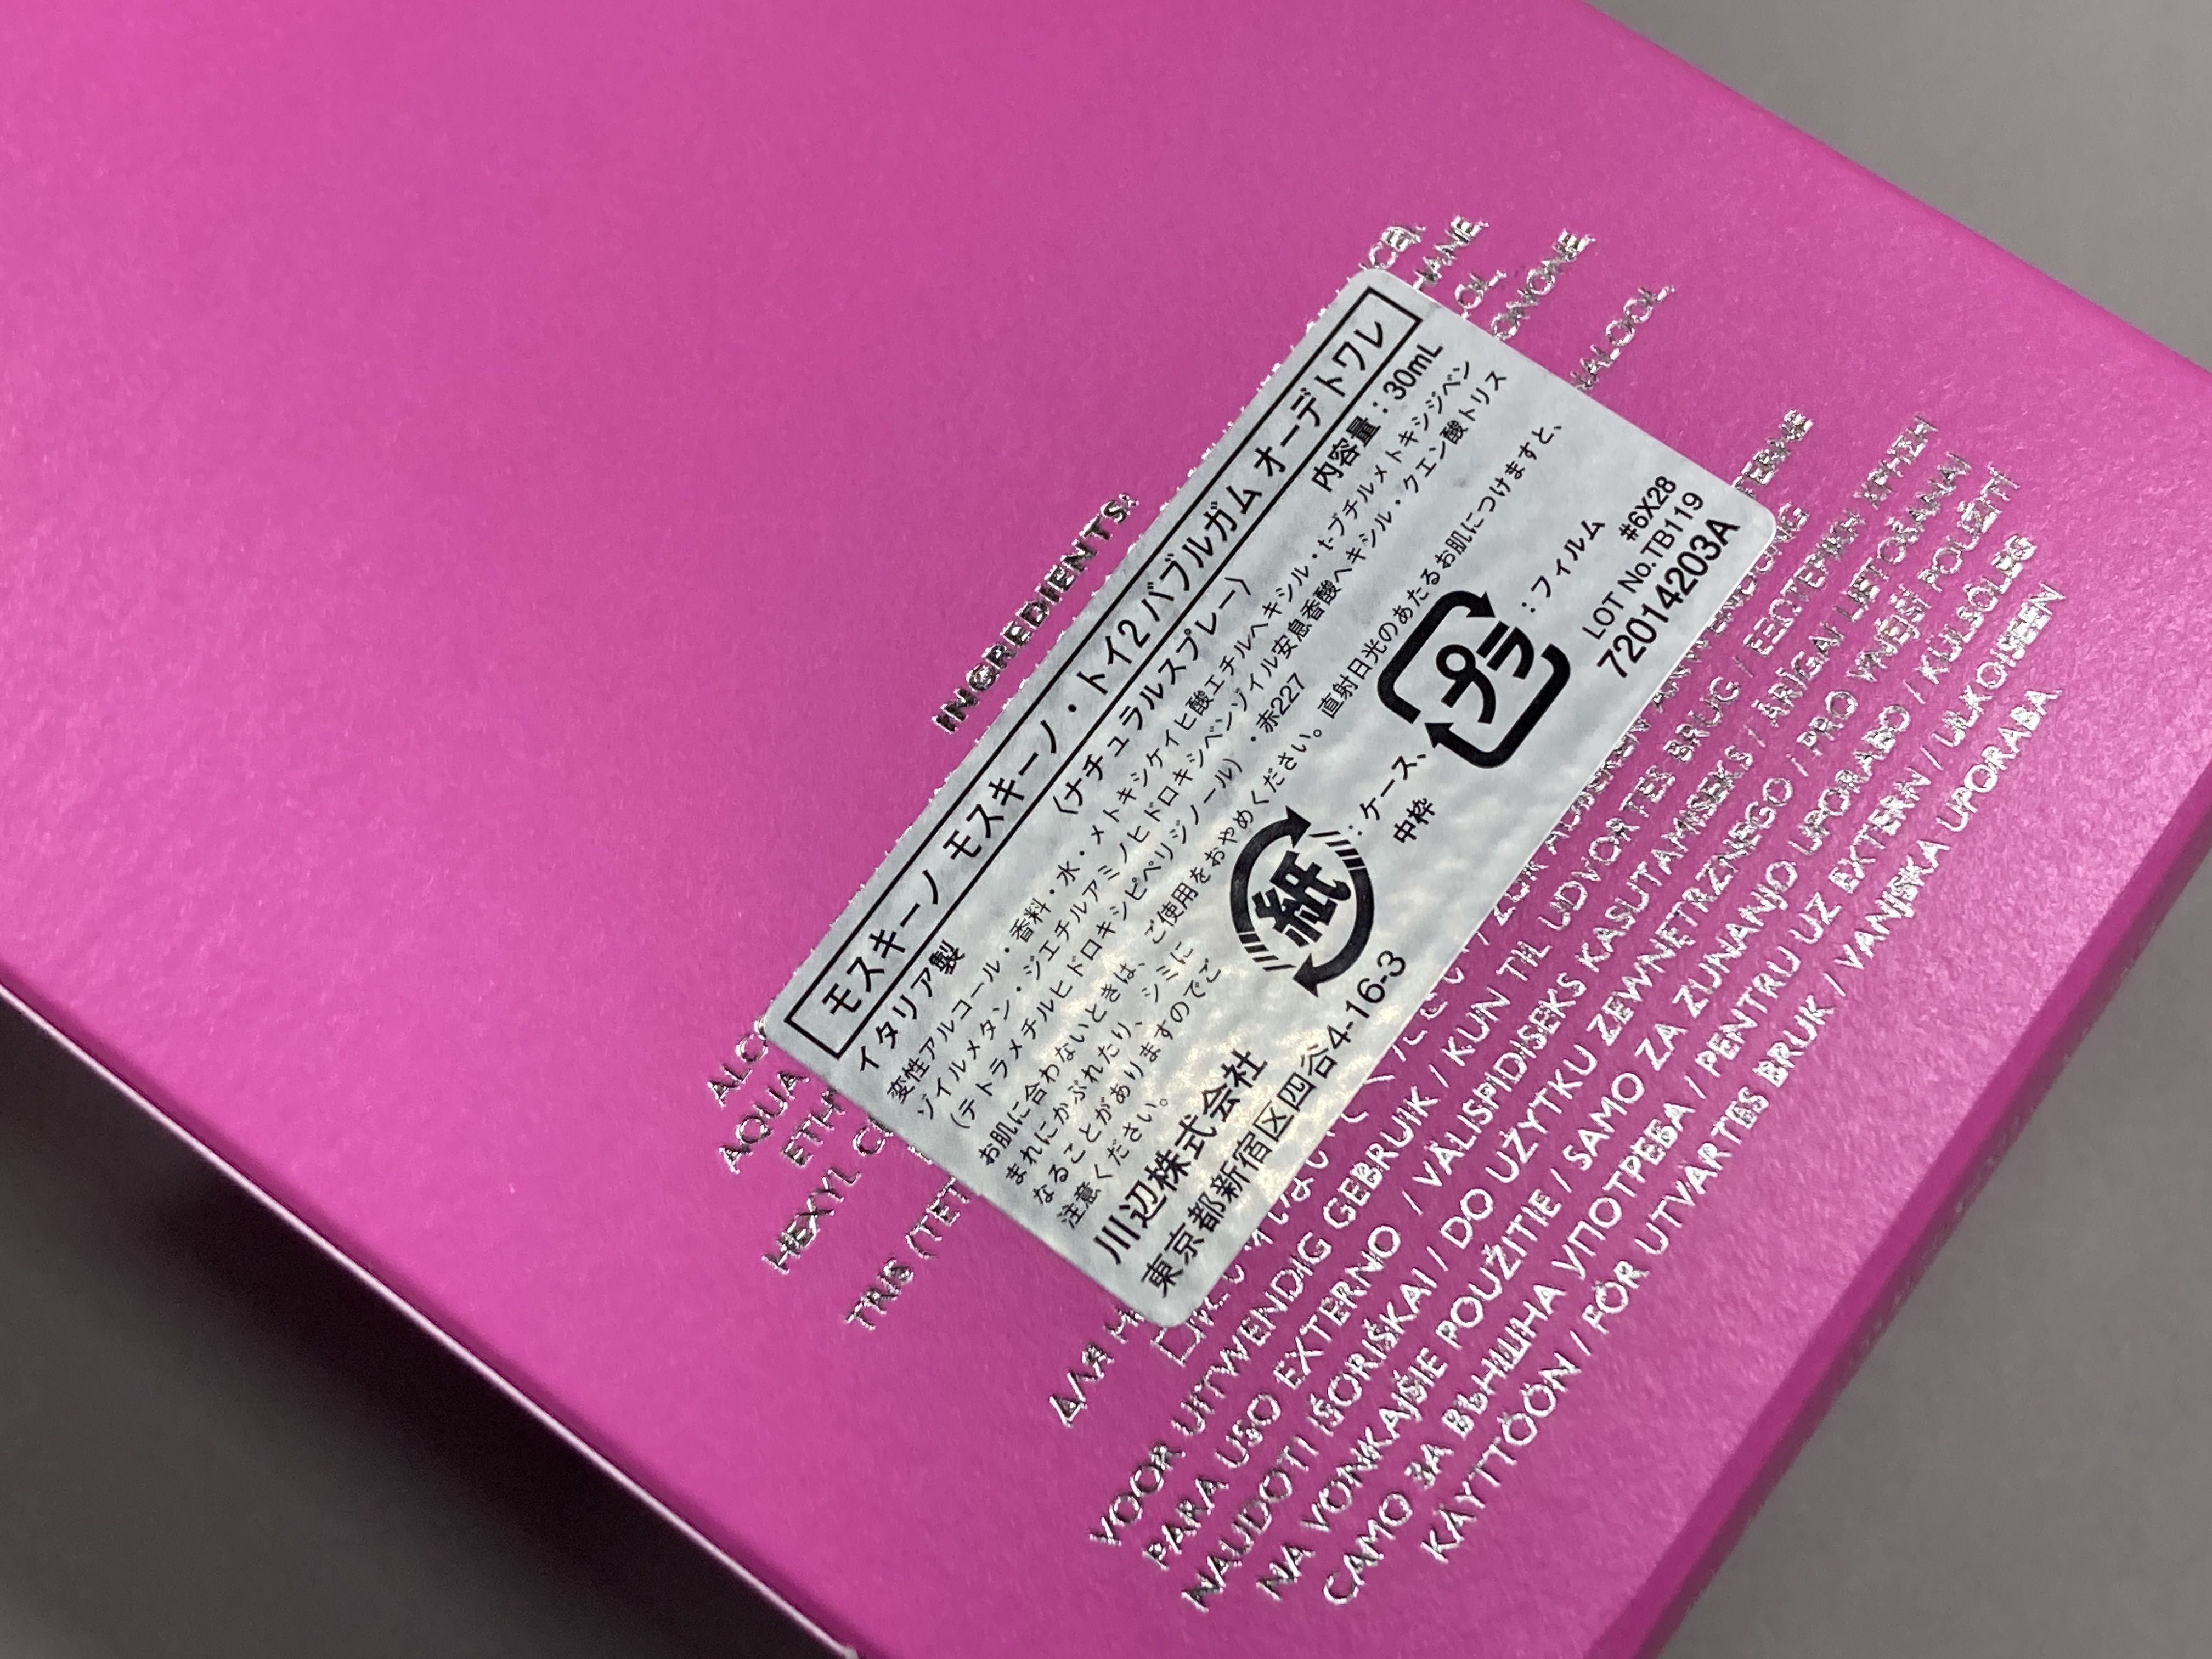 INGREDIENTS:
モスキーノ モスキーノ・トイ2 バブルガム オーデトワレ
〈ナチュラルスプレー〉
イタリア製
内容量：30mL
変性アルコール・香料・水・メトキシケイヒ酸エチルヘキシル・t-ブチルメトキシジベン
ゾイルメタン・ジエチルアミノヒドロキシベンゾイル安息香酸ヘキシル・クエン酸トリス
(テトラメチルヒドロキシピペリジノール)・赤227
お肌に合わないときは、ご使用をおやめください。直射日光のあたるお肌につけますと、
まれにかぶれたり、シミに
なることがありますのでご
注意ください。
紙：ケース、
中枠
プラ：フィルム
#6X28
LOT No.TB119
72014203A
川辺株式会社
東京都新宿区四谷4-16-3
AQUA
HEXYL
TRIS
VOOR UITWENDIG GEBRUIK / KUN TIL UDVORTES BRUG /
PARA USO EXTERNO / VÄLISPIDISEKS KASUTAMISEKS / ĀRĪGAI LIETOŠANAI
NAUDOTI IŠORIŠKAI / DO UŻYTKU ZEWNĘTRZNEGO / PRO VNĚJŠÍ POUŽITÍ
NA VONKAJŠIE POUŽITIE / SAMO ZA ZUNANJO UPORABO / KÜLSŐLEG
САМО ЗА ВЪНШНА УПОТРЕБА / PENTRU UZ EXTERN / ULKOISEEN
KÄYTTÖÖN / FÖR UTVÄRTES BRUK / VANJSKA UPORABA.